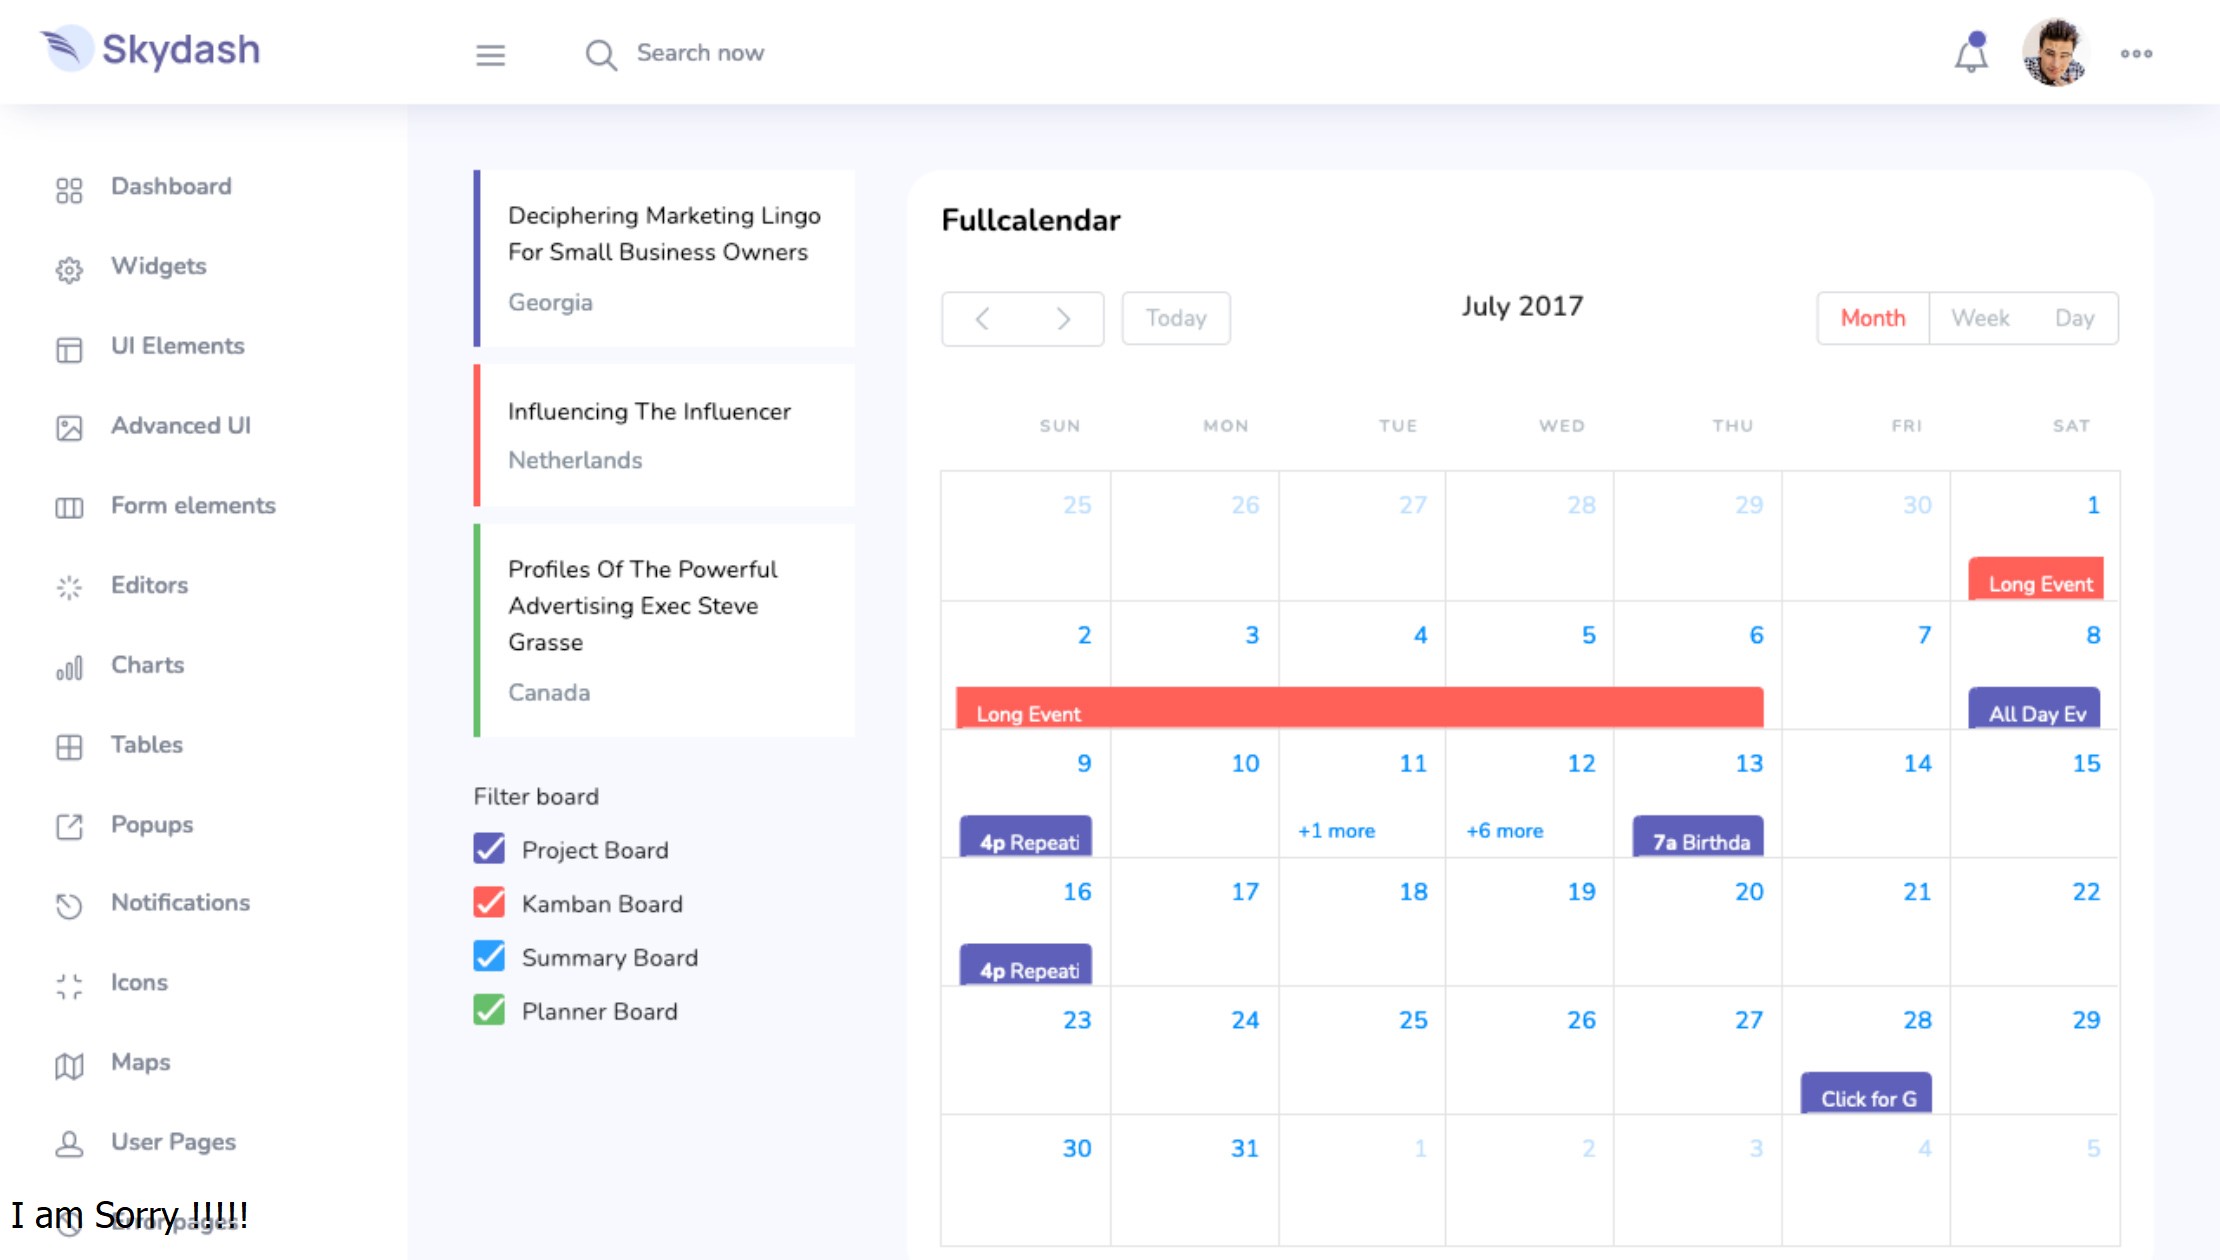 Skydash
Search now
Dashboard
Widgets
UI Elements
Advanced UI
Form elements
Editors
Charts
Tables
Popups
Notifications
Icons
Maps
User Pages
Error pages
I am Sorry !!!!!
Deciphering Marketing Lingo
For Small Business Owners
Georgia
Influencing The Influencer
Netherlands
Profiles Of The Powerful
Advertising Exec Steve
Grasse
Canada
Filter board
Project Board
Kamban Board
Summary Board
Planner Board
Fullcalendar
Today
July 2017
Month Week Day
SUN MON TUE WED THU FRI SAT
25 26 27 28 29 30 1
Long Event
2 3 4 5 6 7 8
Long Event All Day Ev
9 10 11 12 13 14 15
4p Repeati +1 more +6 more 7a Birthda
16 17 18 19 20 21 22
4p Repeati
23 24 25 26 27 28 29
Click for G
30 31 1 2 3 4 5